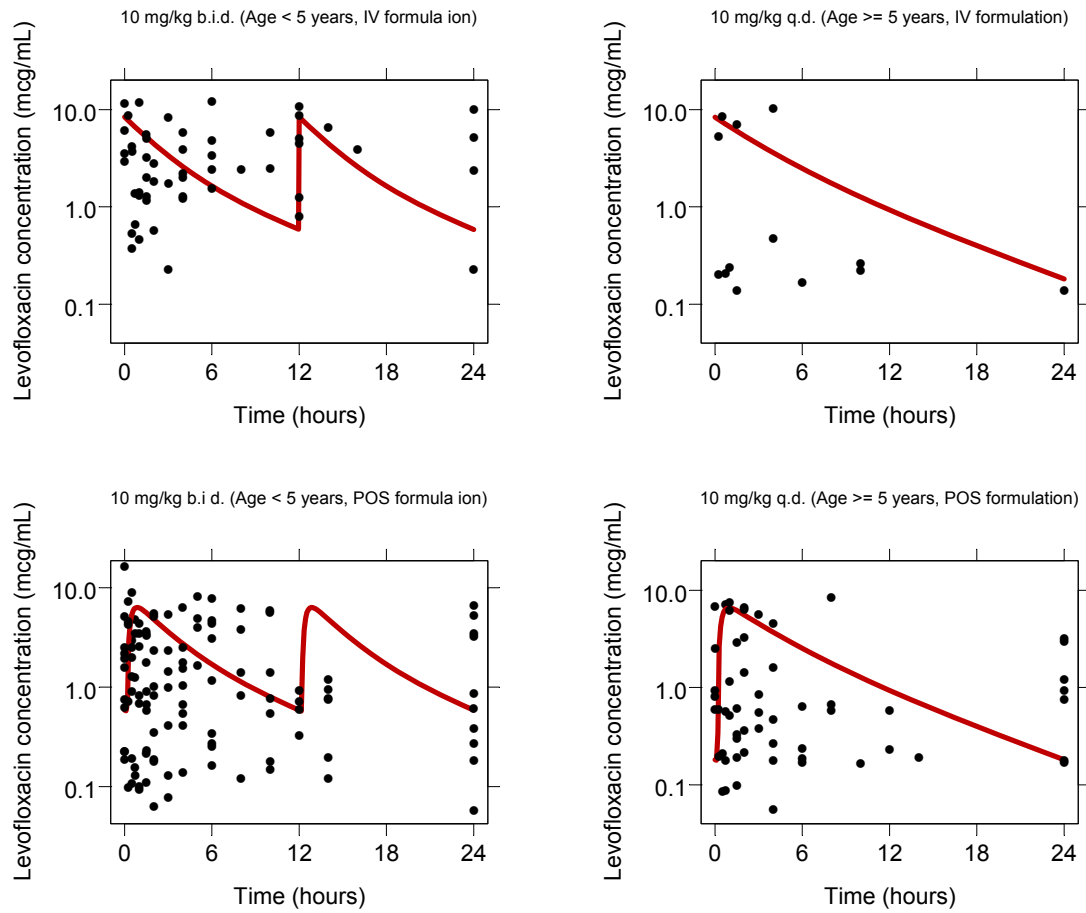 10 mg/kg b.i.d. (Age < 5 years, IV formula ion)
Levofloxacin concentration (mcg/mL)
10.0
1.0
0.1
0 6 12 18 24
Time (hours)
10 mg/kg q.d. (Age >= 5 years, IV formulation)
Levofloxacin concentration (mcg/mL)
10.0
1.0
0.1
0 6 12 18 24
Time (hours)
10 mg/kg b.i d. (Age < 5 years, POS formula ion)
Levofloxacin concentration (mcg/mL)
10.0
1.0
0.1
0 6 12 18 24
Time (hours)
10 mg/kg q.d. (Age >= 5 years, POS formulation)
Levofloxacin concentration (mcg/mL)
10.0
1.0
0.1
0 6 12 18 24
Time (hours)